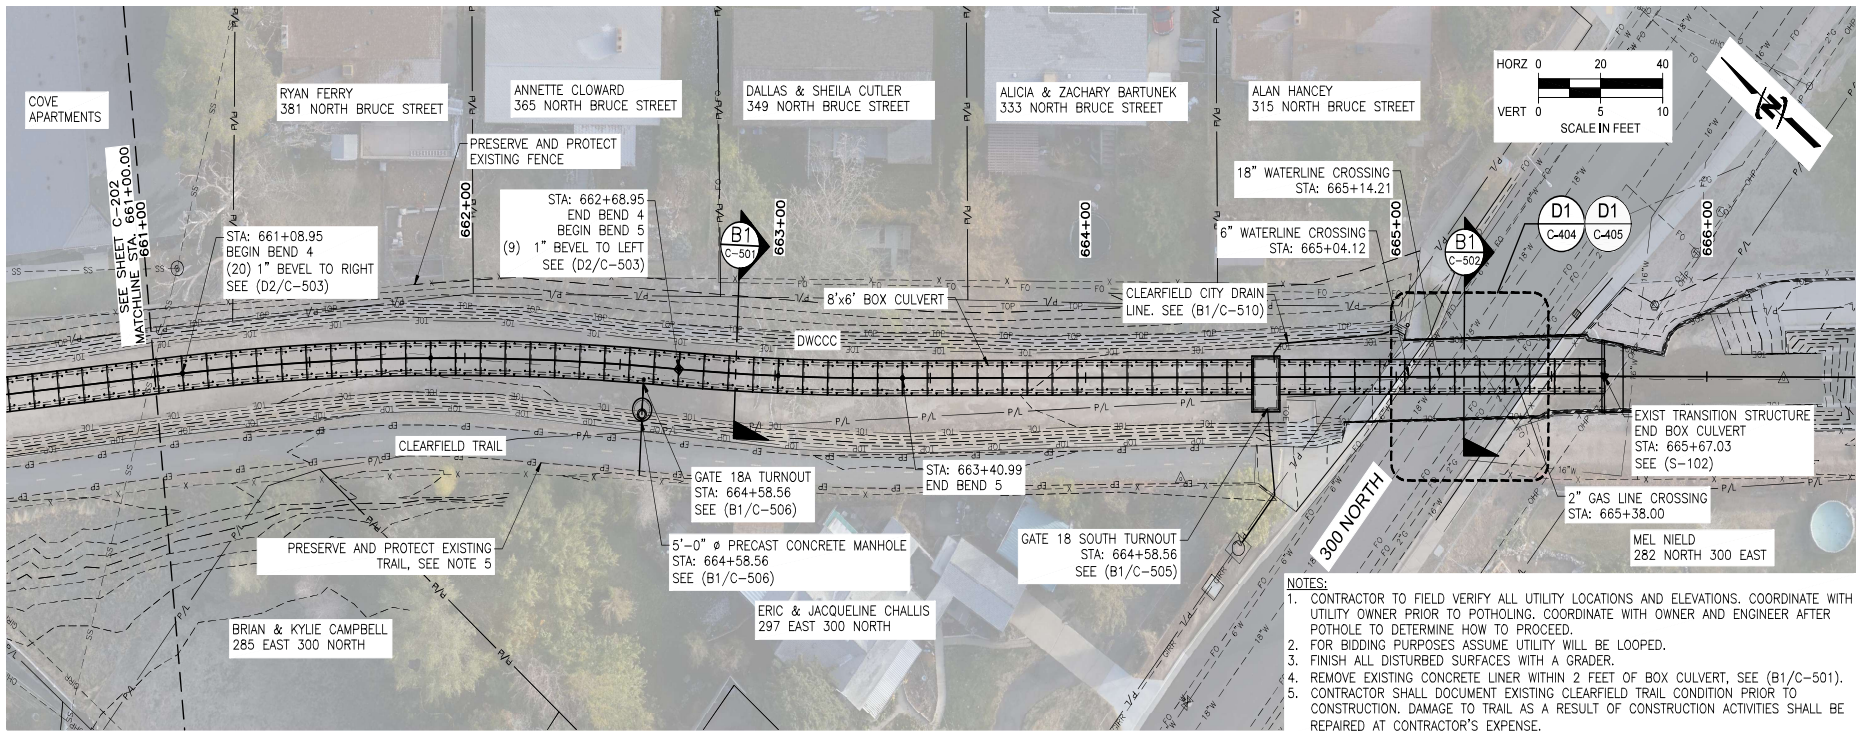 COVE
APARTMENTS
RYAN FERRY
381 NORTH BRUCE STREET
ANNETTE CLOWARD
365 NORTH BRUCE STREET
DALLAS & SHEILA CUTLER
349 NORTH BRUCE STREET
ALICIA & ZACHARY BARTUNEK
333 NORTH BRUCE STREET
ALAN HANCEY
315 NORTH BRUCE STREET
HORZ 0 20 40
VERT 0 5 10
SCALE IN FEET
N
SEE SHEET C-202
MATCHLINE STA. 661+00.00
661+00
662+00
663+00
664+00
665+00
666+00
PRESERVE AND PROTECT
EXISTING FENCE
STA: 661+08.95
BEGIN BEND 4
(20) 1" BEVEL TO RIGHT
SEE (D2/C-503)
STA: 662+68.95
END BEND 4
BEGIN BEND 5
(9) 1" BEVEL TO LEFT
SEE (D2/C-503)
B1
C-501
18" WATERLINE CROSSING
STA: 665+14.21
6" WATERLINE CROSSING
STA: 665+04.12
B1
C-502
D1
C-404
D1
C-405
8'x6' BOX CULVERT
CLEARFIELD CITY DRAIN
LINE. SEE (B1/C-510)
DWCCC
CLEARFIELD TRAIL
GATE 18A TURNOUT
STA: 664+58.56
SEE (B1/C-506)
STA: 663+40.99
END BEND 5
EXIST TRANSITION STRUCTURE
END BOX CULVERT
STA: 665+67.03
SEE (S-102)
2" GAS LINE CROSSING
STA: 665+38.00
PRESERVE AND PROTECT EXISTING
TRAIL, SEE NOTE 5
5'-0" ø PRECAST CONCRETE MANHOLE
STA: 664+58.56
SEE (B1/C-506)
GATE 18 SOUTH TURNOUT
STA: 664+58.56
SEE (B1/C-505)
300 NORTH
MEL NIELD
282 NORTH 300 EAST
BRIAN & KYLIE CAMPBELL
285 EAST 300 NORTH
ERIC & JACQUELINE CHALLIS
297 EAST 300 NORTH
NOTES:
1. CONTRACTOR TO FIELD VERIFY ALL UTILITY LOCATIONS AND ELEVATIONS. COORDINATE WITH
UTILITY OWNER PRIOR TO POTHOLING. COORDINATE WITH OWNER AND ENGINEER AFTER
POTHOLE TO DETERMINE HOW TO PROCEED.
2. FOR BIDDING PURPOSES ASSUME UTILITY WILL BE LOOPED.
3. FINISH ALL DISTURBED SURFACES WITH A GRADER.
4. REMOVE EXISTING CONCRETE LINER WITHIN 2 FEET OF BOX CULVERT, SEE (B1/C-501).
5. CONTRACTOR SHALL DOCUMENT EXISTING CLEARFIELD TRAIL CONDITION PRIOR TO
CONSTRUCTION. DAMAGE TO TRAIL AS A RESULT OF CONSTRUCTION ACTIVITIES SHALL BE
REPAIRED AT CONTRACTOR'S EXPENSE.